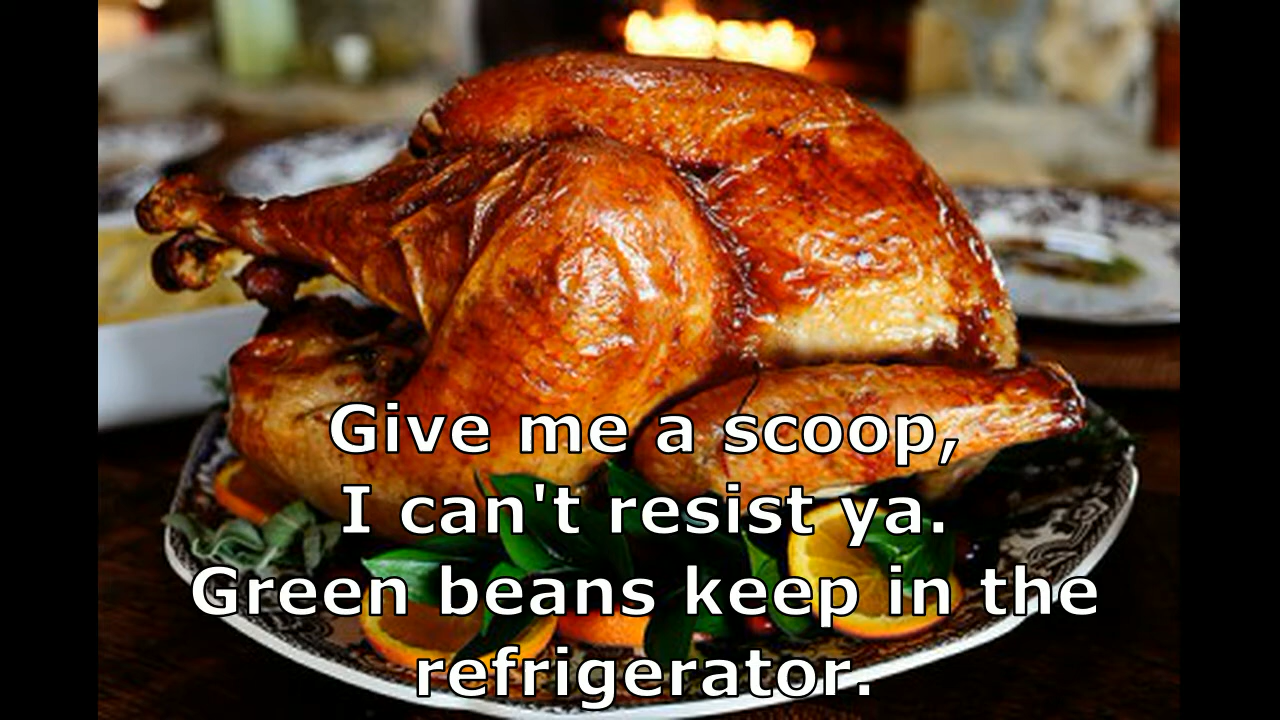 Give me a scoop,
I can't resist ya.
Green beans keep in the
refrigerator.